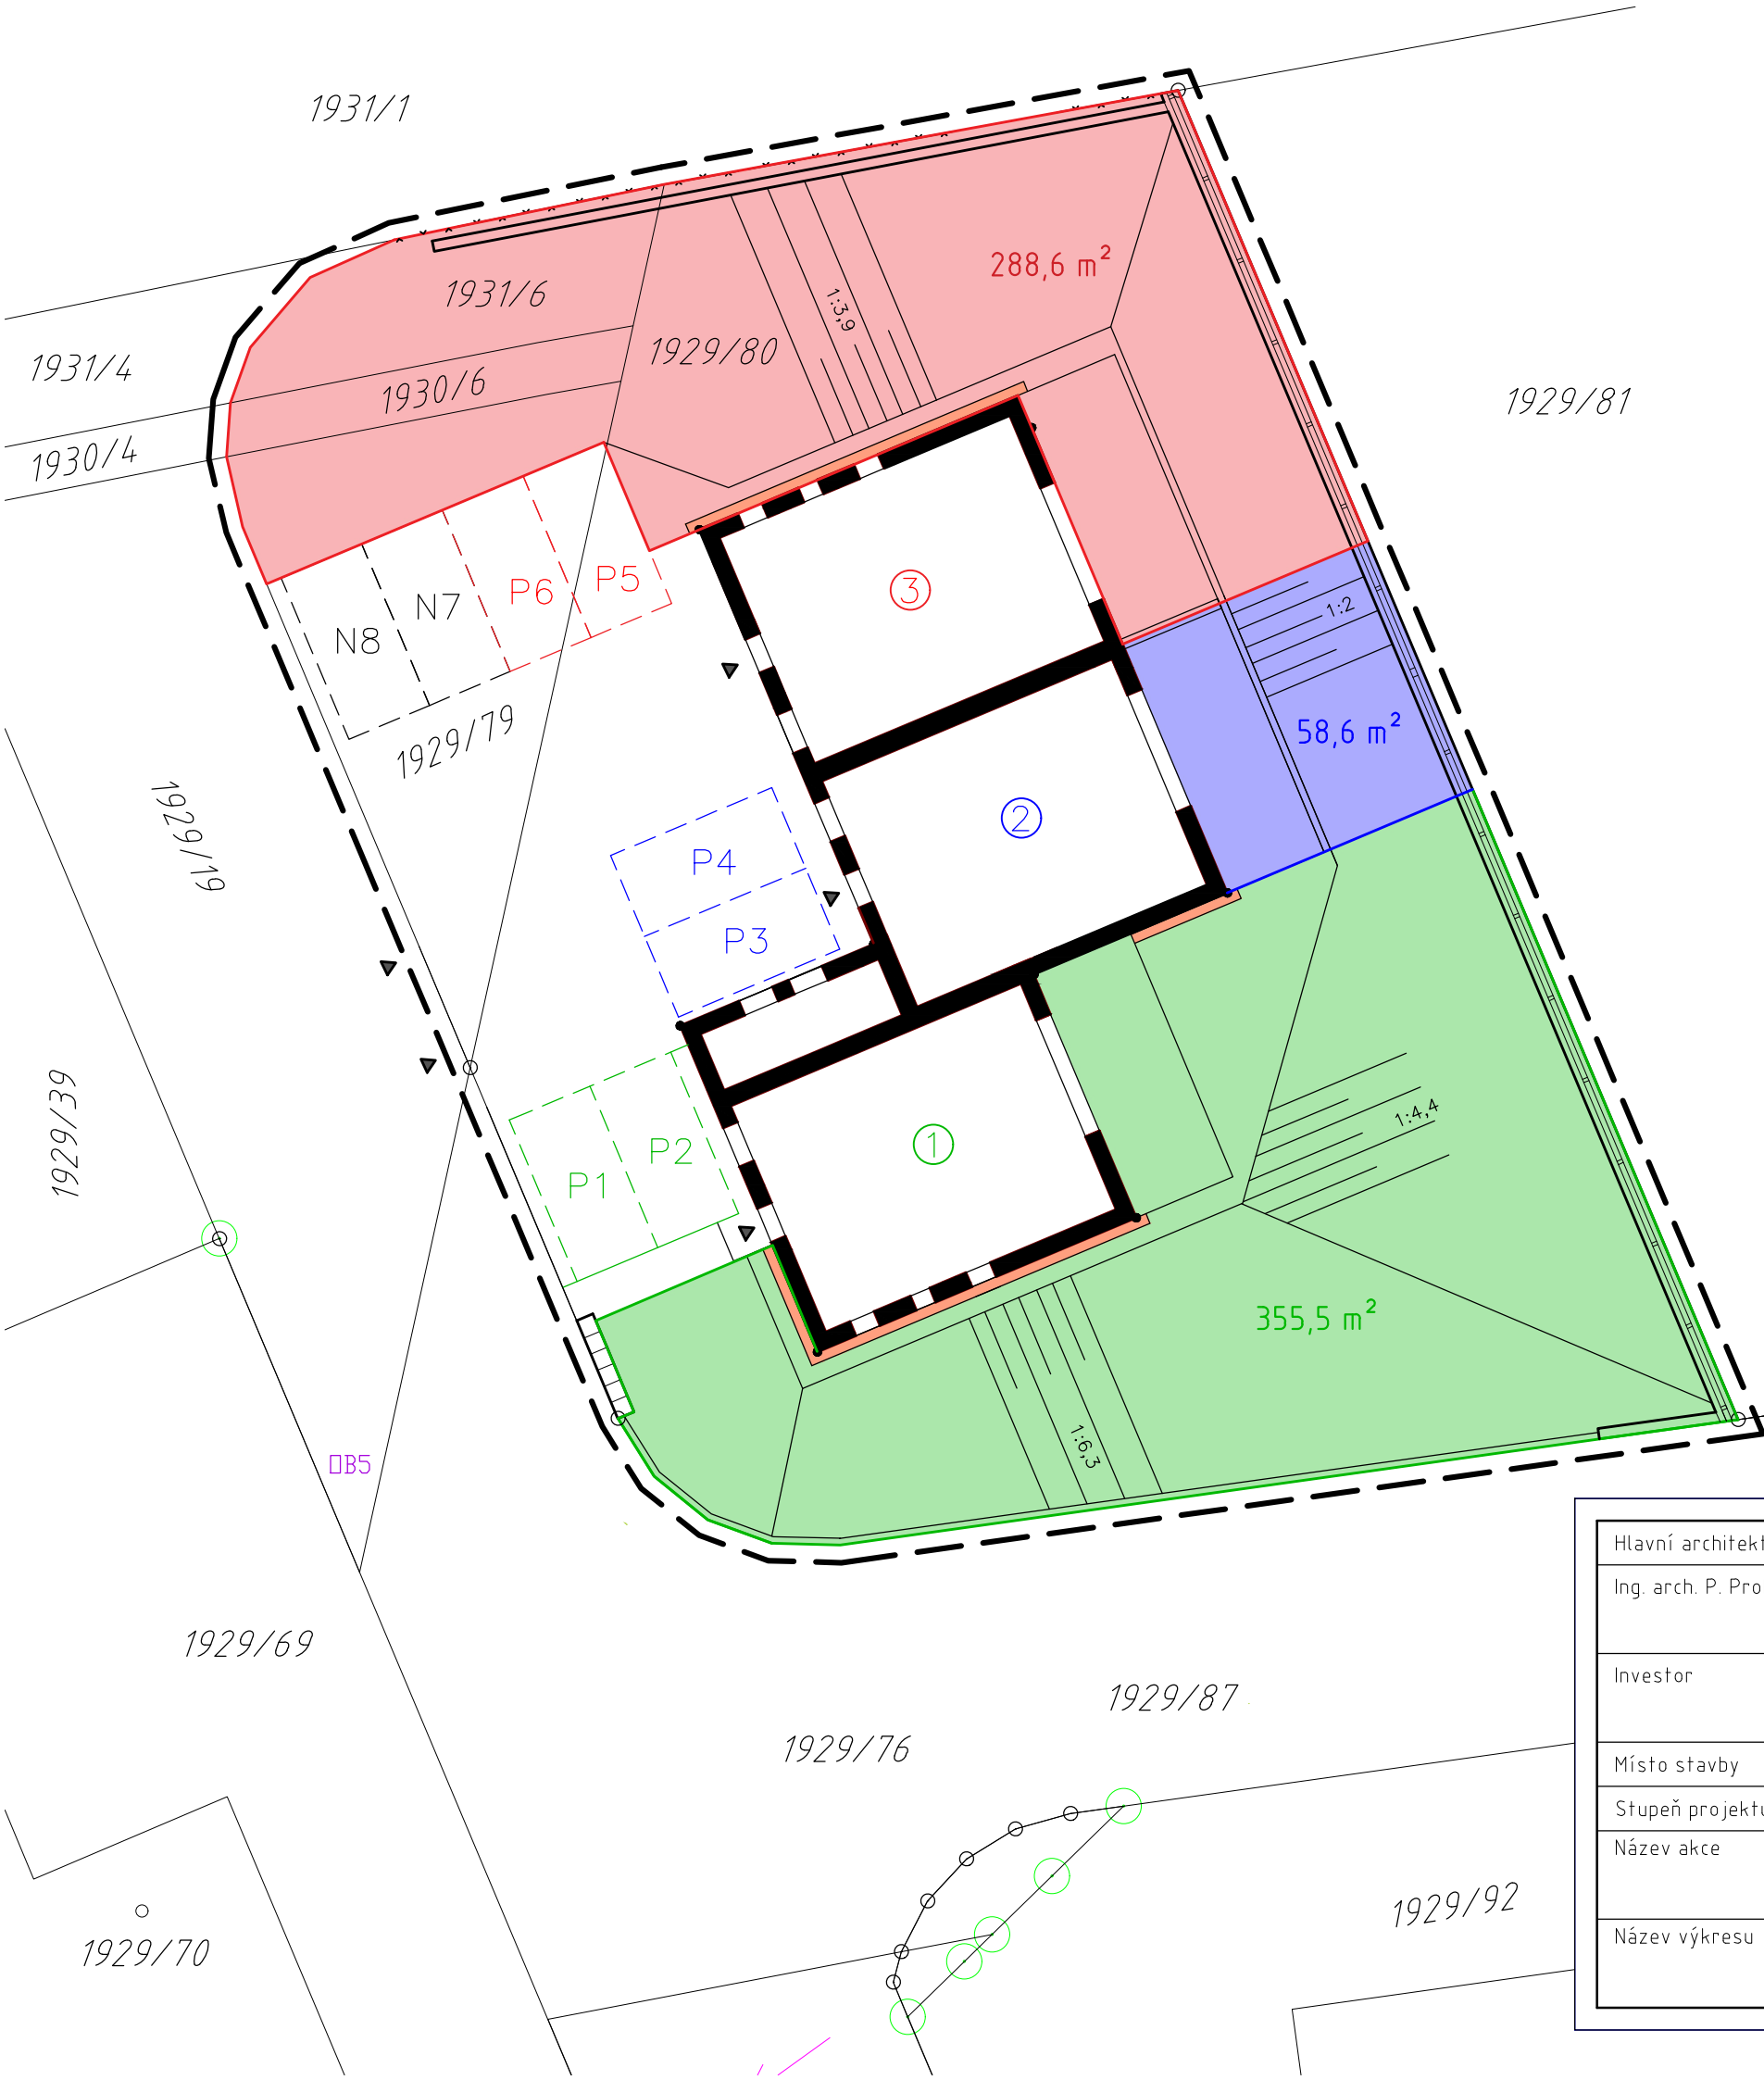 1931/1
288,6 m²
1931/6
1:3,9
1929/80
1931/4
1930/6
1929/81
1930/4
3
P5
P6
N7
N8
1:2
1929/79
58,6 m²
1929/19
2
P4
P3
1929/39
1:4,4
1
P2
P1
355,5 m²
1:6,3
B5
Hlavní architekt
Ing. arch. P. Pro
1929/69
Investor
1929/87
1929/76
Místo stavby
Stupeň projektu
Název akce
1929/92
1929/70
Název výkresu